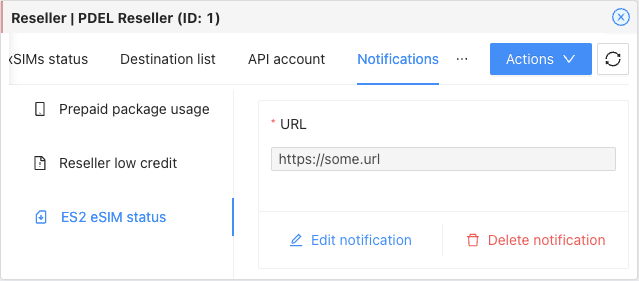 Reseller | PDEL Reseller (ID: 1)
SIMs status Destination list API account Notifications ··· Actions
Prepaid package usage
Reseller low credit
ES2 eSIM status
* URL
https://some.url
Edit notification Delete notification